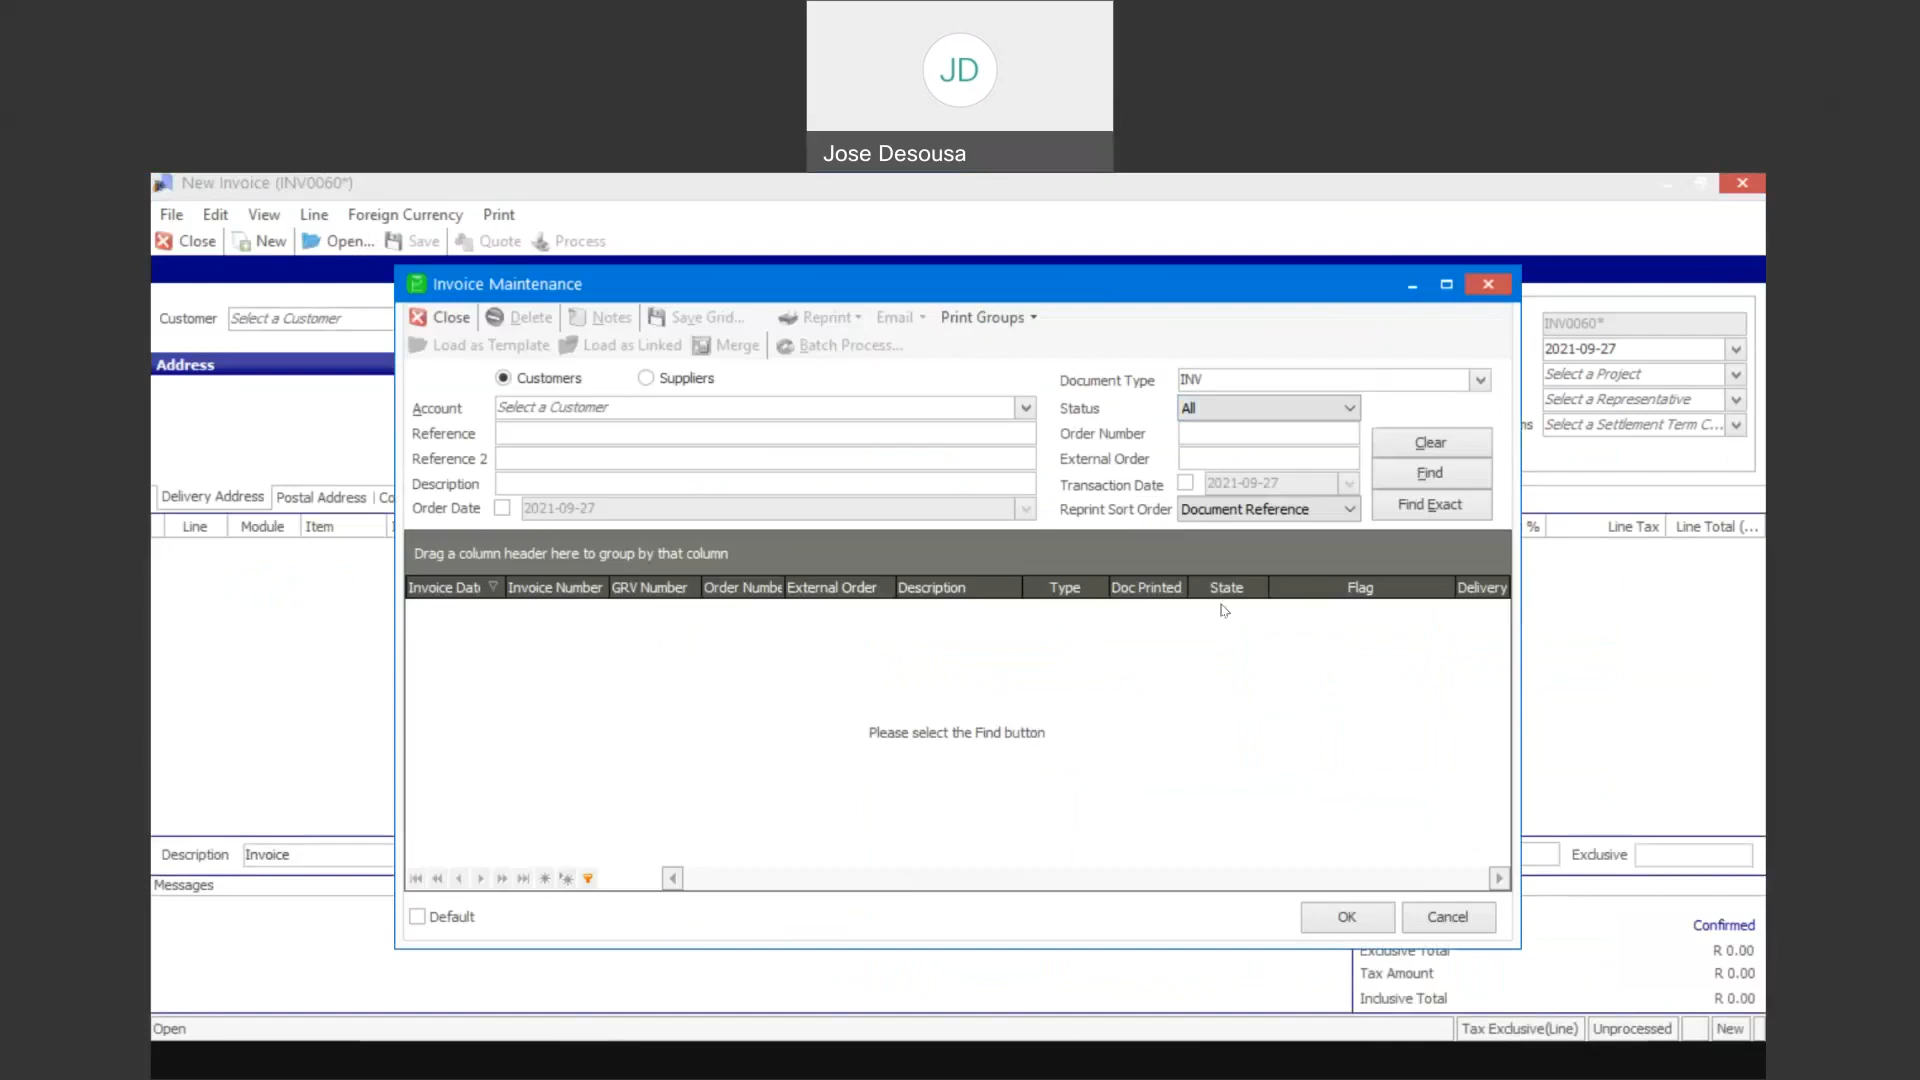 JD
Jose Desousa
New Invoice (INV0060*)
File Edit View Line Foreign Currency Print
Close New Open... Save Quote Process
Invoice Maintenance
Close Delete Notes Save Grid... Reprint Email Print Groups
Load as Template Load as Linked Merge Batch Process...
Customer Select a Customer
Address
Customers Suppliers
Account Select a Customer
Reference
Reference 2
Description
Order Date 2021-09-27
Document Type INV
Status All
Order Number
External Order
Transaction Date 2021-09-27
Reprint Sort Order Document Reference
Clear
Find
Find Exact
INV0060*
2021-09-27
Select a Project
Select a Representative
Select a Settlement Term C...
Delivery Address Postal Address
Line Module Item
% Line Tax Line Total (...
Drag a column header here to group by that column
Invoice Dat Invoice Number GRV Number Order Numbe External Order Description Type Doc Printed State Flag Delivery
Please select the Find button
Description Invoice
Exclusive
Messages
Default
OK Cancel
Confirmed
Exclusive Total R 0.00
Tax Amount R 0.00
Inclusive Total R 0.00
Open Tax Exclusive(Line) Unprocessed New